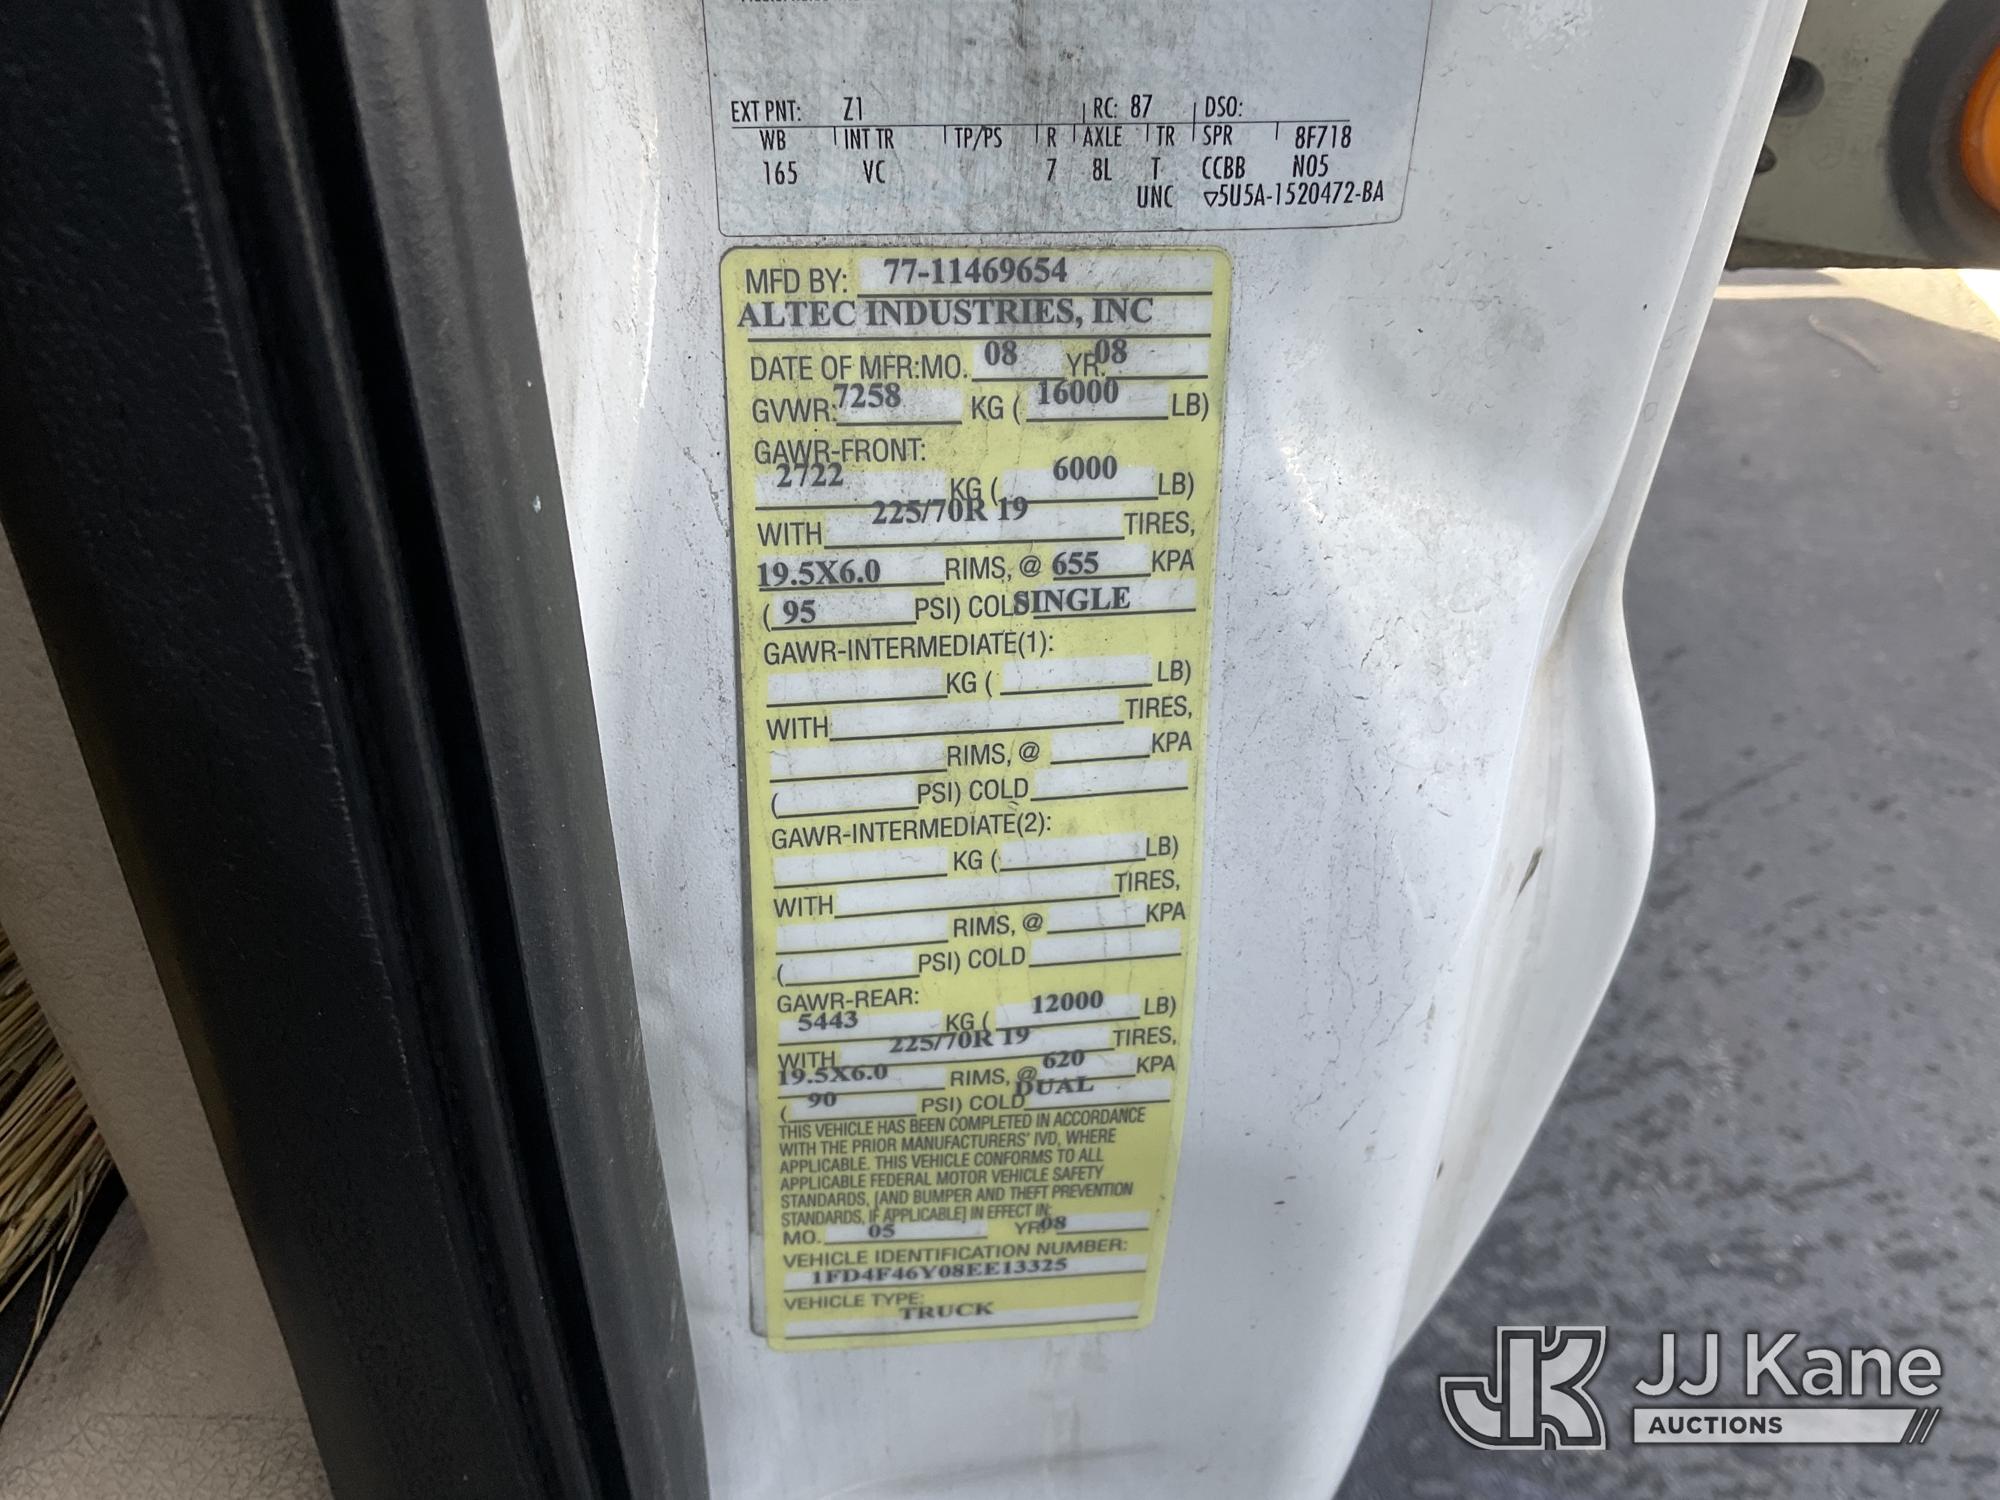 EXT PNT: Z1 RC: 87 DSO:
WB INT TR TP/PS R AXLE TR SPR 8F718
165 VC 7 8L T CCBB N05
UNC ▽5U5A-1520472-BA
MFD BY: 77-11469654
ALTEC INDUSTRIES, INC
DATE OF MFR: MO. 08 YR. 08
GVWR: 7258 KG ( 16000 LB)
GAWR-FRONT:
2722 KG ( 6000 LB)
WITH 225/70R 19 TIRES,
19.5X6.0 RIMS, @ 655 KPA
( 95 PSI) COLD SINGLE
GAWR-INTERMEDIATE(1):
KG ( LB)
WITH TIRES,
RIMS, @ KPA
( PSI) COLD
GAWR-INTERMEDIATE(2):
KG ( LB)
WITH TIRES,
RIMS, @ KPA
( PSI) COLD
GAWR-REAR:
5443 KG ( 12000 LB)
WITH 225/70R 19 TIRES,
19.5X6.0 RIMS, @ 620 KPA
( 90 PSI) COLD DUAL
THIS VEHICLE HAS BEEN COMPLETED IN ACCORDANCE
WITH THE PRIOR MANUFACTURERS' IVD, WHERE
APPLICABLE. THIS VEHICLE CONFORMS TO ALL
APPLICABLE FEDERAL MOTOR VEHICLE SAFETY
STANDARDS, [AND BUMPER AND THEFT PREVENTION
STANDARDS, IF APPLICABLE] IN EFFECT IN:
MO. 05 YR. 08
VEHICLE IDENTIFICATION NUMBER:
1FD4F46Y08EE13325
VEHICLE TYPE:
TRUCK
JK JJ Kane
AUCTIONS